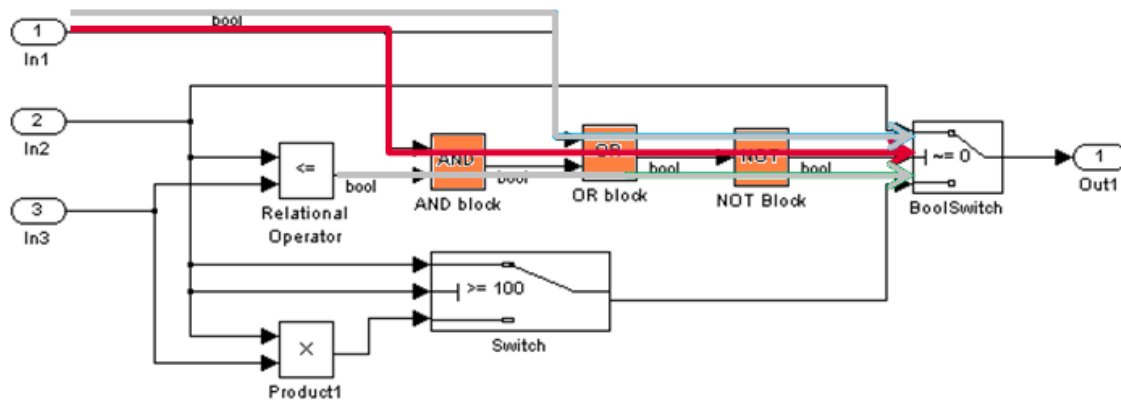 bool
1
In1
2
In2
3
In3
<=
bool
Relational
Operator
AND
bool
AND block
OR
bool
OR block
NOT
bool
NOT Block
~= 0
BoolSwitch
1
Out1
>= 100
Switch
×
Product1